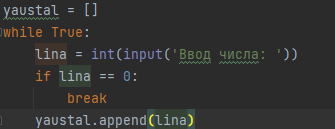 yaustal = []
while True:
    lina = int(input('Ввод числа: '))
    if lina == 0:
        break
    yaustal.append(lina)